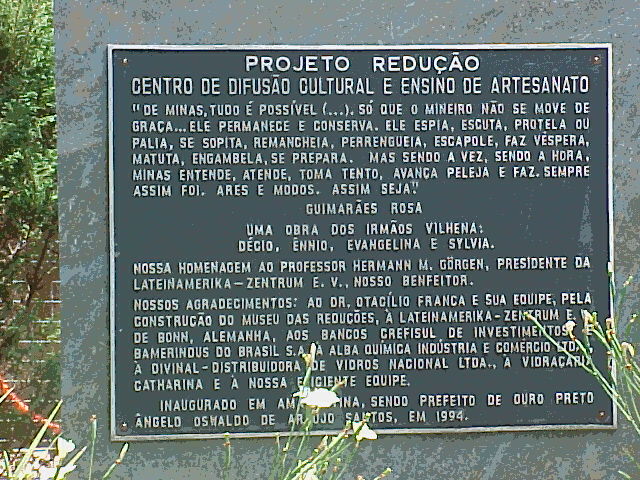 PROJETO REDUÇÃO
CENTRO DE DIFUSÃO CULTURAL E ENSINO DE ARTESANATO
"DE MINAS, TUDO É POSSÍVEL (...). SÓ QUE O MINEIRO NÃO SE MOVE DE
GRAÇA... ELE PERMANECE E CONSERVA. ELE ESPIA, ESCUTA, PROTELA OU
PALIA, SE SOPITA, REMANCHEIA, PERRENGUEIA, ESCAPOLE, FAZ VÉSPERA,
MATUTA, ENGAMBELA, SE PREPARA. MAS SENDO A VEZ, SENDO A HORA,
MINAS ENTENDE, ATENDE, TOMA TENTO, AVANÇA PELEJA E FAZ. SEMPRE
ASSIM FOI. ARES E MODOS. ASSIM SEJA".
GUIMARÃES ROSA
UMA OBRA DOS IRMÃOS VILHENA:
DÉCIO, ÊNNIO, EVANGELINA E SYLVIA.
NOSSA HOMENAGEM AO PROFESSOR HERMANN M. GÖRGEN, PRESIDENTE DA
LATEINAMERIKA - ZENTRUM E. V., NOSSO BENFEITOR.
NOSSOS AGRADECIMENTOS: AO DR. OTACÍLIO FRANCA E SUA EQUIPE, PELA
CONSTRUÇÃO DO MUSEU DAS REDUÇÕES, À LATEINAMERIKA - ZENTRUM E.
DE BONN, ALEMANHA, AOS BANCOS CREFISUL DE INVESTIMENTOS
BAMERINDUS DO BRASIL S.A. ALBA QUÍMICA INDÚSTRIA E COMÉRCIO LTDA.,
À DIVINAL - DISTRIBUIDORA DE VIDROS NACIONAL LTDA., À VIDRAÇARIA
CATHARINA E À NOSSA EFICIENTE EQUIPE.
INAUGURADO EM SENDO PREFEITO DE OURO PRETO
ÂNGELO OSWALDO DE ARAÚJO SANTOS, EM 1994.